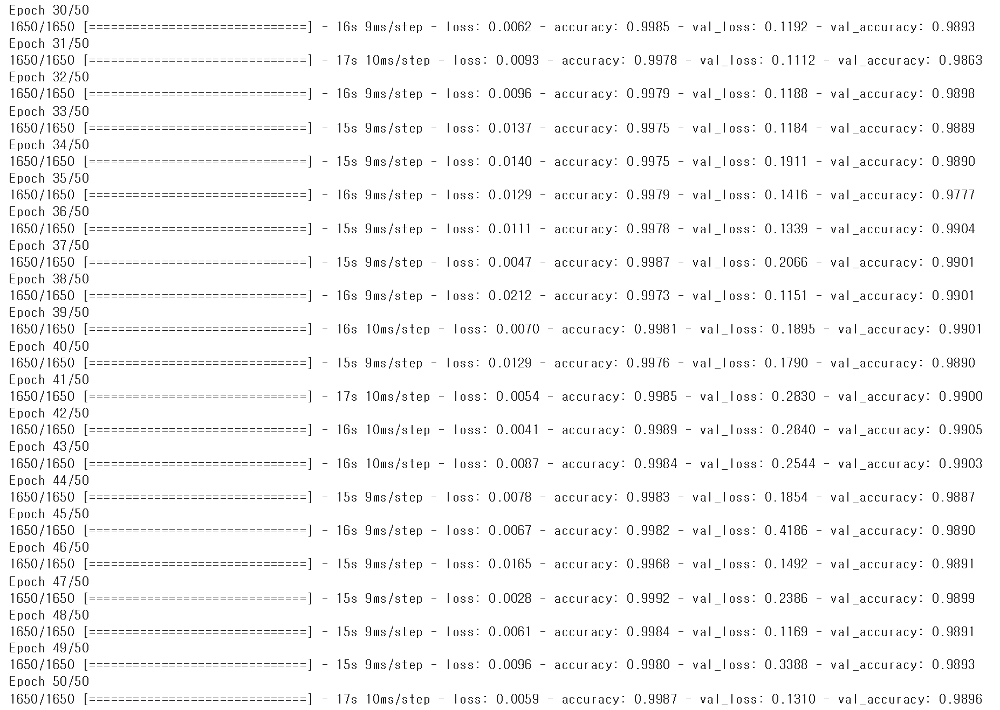 Epoch 30/50
1650/1650 [==============================] - 16s 9ms/step - loss: 0.0062 - accuracy: 0.9985 - val_loss: 0.1192 - val_accuracy: 0.9893
Epoch 31/50
1650/1650 [==============================] - 17s 10ms/step - loss: 0.0093 - accuracy: 0.9978 - val_loss: 0.1112 - val_accuracy: 0.9863
Epoch 32/50
1650/1650 [==============================] - 16s 9ms/step - loss: 0.0096 - accuracy: 0.9979 - val_loss: 0.1188 - val_accuracy: 0.9898
Epoch 33/50
1650/1650 [==============================] - 15s 9ms/step - loss: 0.0137 - accuracy: 0.9975 - val_loss: 0.1184 - val_accuracy: 0.9889
Epoch 34/50
1650/1650 [==============================] - 15s 9ms/step - loss: 0.0140 - accuracy: 0.9975 - val_loss: 0.1911 - val_accuracy: 0.9890
Epoch 35/50
1650/1650 [==============================] - 16s 9ms/step - loss: 0.0129 - accuracy: 0.9979 - val_loss: 0.1416 - val_accuracy: 0.9777
Epoch 36/50
1650/1650 [==============================] - 15s 9ms/step - loss: 0.0111 - accuracy: 0.9978 - val_loss: 0.1339 - val_accuracy: 0.9904
Epoch 37/50
1650/1650 [==============================] - 15s 9ms/step - loss: 0.0047 - accuracy: 0.9987 - val_loss: 0.2066 - val_accuracy: 0.9901
Epoch 38/50
1650/1650 [==============================] - 16s 9ms/step - loss: 0.0212 - accuracy: 0.9973 - val_loss: 0.1151 - val_accuracy: 0.9901
Epoch 39/50
1650/1650 [==============================] - 16s 10ms/step - loss: 0.0070 - accuracy: 0.9981 - val_loss: 0.1895 - val_accuracy: 0.9901
Epoch 40/50
1650/1650 [==============================] - 15s 9ms/step - loss: 0.0129 - accuracy: 0.9976 - val_loss: 0.1790 - val_accuracy: 0.9890
Epoch 41/50
1650/1650 [==============================] - 17s 10ms/step - loss: 0.0054 - accuracy: 0.9985 - val_loss: 0.2830 - val_accuracy: 0.9900
Epoch 42/50
1650/1650 [==============================] - 16s 10ms/step - loss: 0.0041 - accuracy: 0.9989 - val_loss: 0.2840 - val_accuracy: 0.9905
Epoch 43/50
1650/1650 [==============================] - 16s 10ms/step - loss: 0.0087 - accuracy: 0.9984 - val_loss: 0.2544 - val_accuracy: 0.9903
Epoch 44/50
1650/1650 [==============================] - 15s 9ms/step - loss: 0.0078 - accuracy: 0.9983 - val_loss: 0.1854 - val_accuracy: 0.9887
Epoch 45/50
1650/1650 [==============================] - 16s 9ms/step - loss: 0.0067 - accuracy: 0.9982 - val_loss: 0.4186 - val_accuracy: 0.9890
Epoch 46/50
1650/1650 [==============================] - 15s 9ms/step - loss: 0.0165 - accuracy: 0.9968 - val_loss: 0.1492 - val_accuracy: 0.9891
Epoch 47/50
1650/1650 [==============================] - 15s 9ms/step - loss: 0.0028 - accuracy: 0.9992 - val_loss: 0.2386 - val_accuracy: 0.9899
Epoch 48/50
1650/1650 [==============================] - 15s 9ms/step - loss: 0.0061 - accuracy: 0.9984 - val_loss: 0.1169 - val_accuracy: 0.9891
Epoch 49/50
1650/1650 [==============================] - 15s 9ms/step - loss: 0.0096 - accuracy: 0.9980 - val_loss: 0.3388 - val_accuracy: 0.9893
Epoch 50/50
1650/1650 [==============================] - 17s 10ms/step - loss: 0.0059 - accuracy: 0.9987 - val_loss: 0.1310 - val_accuracy: 0.9896